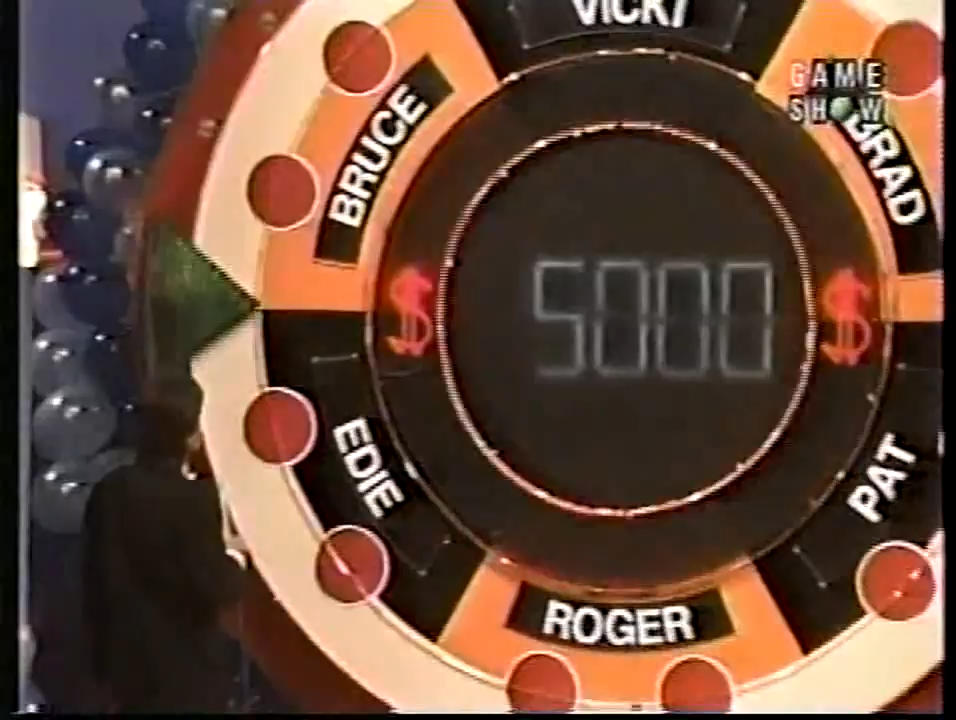 VICKI
GAME
SHOW
BRUCE
BRAD
$ 5000 $
EDIE
PAT
ROGER